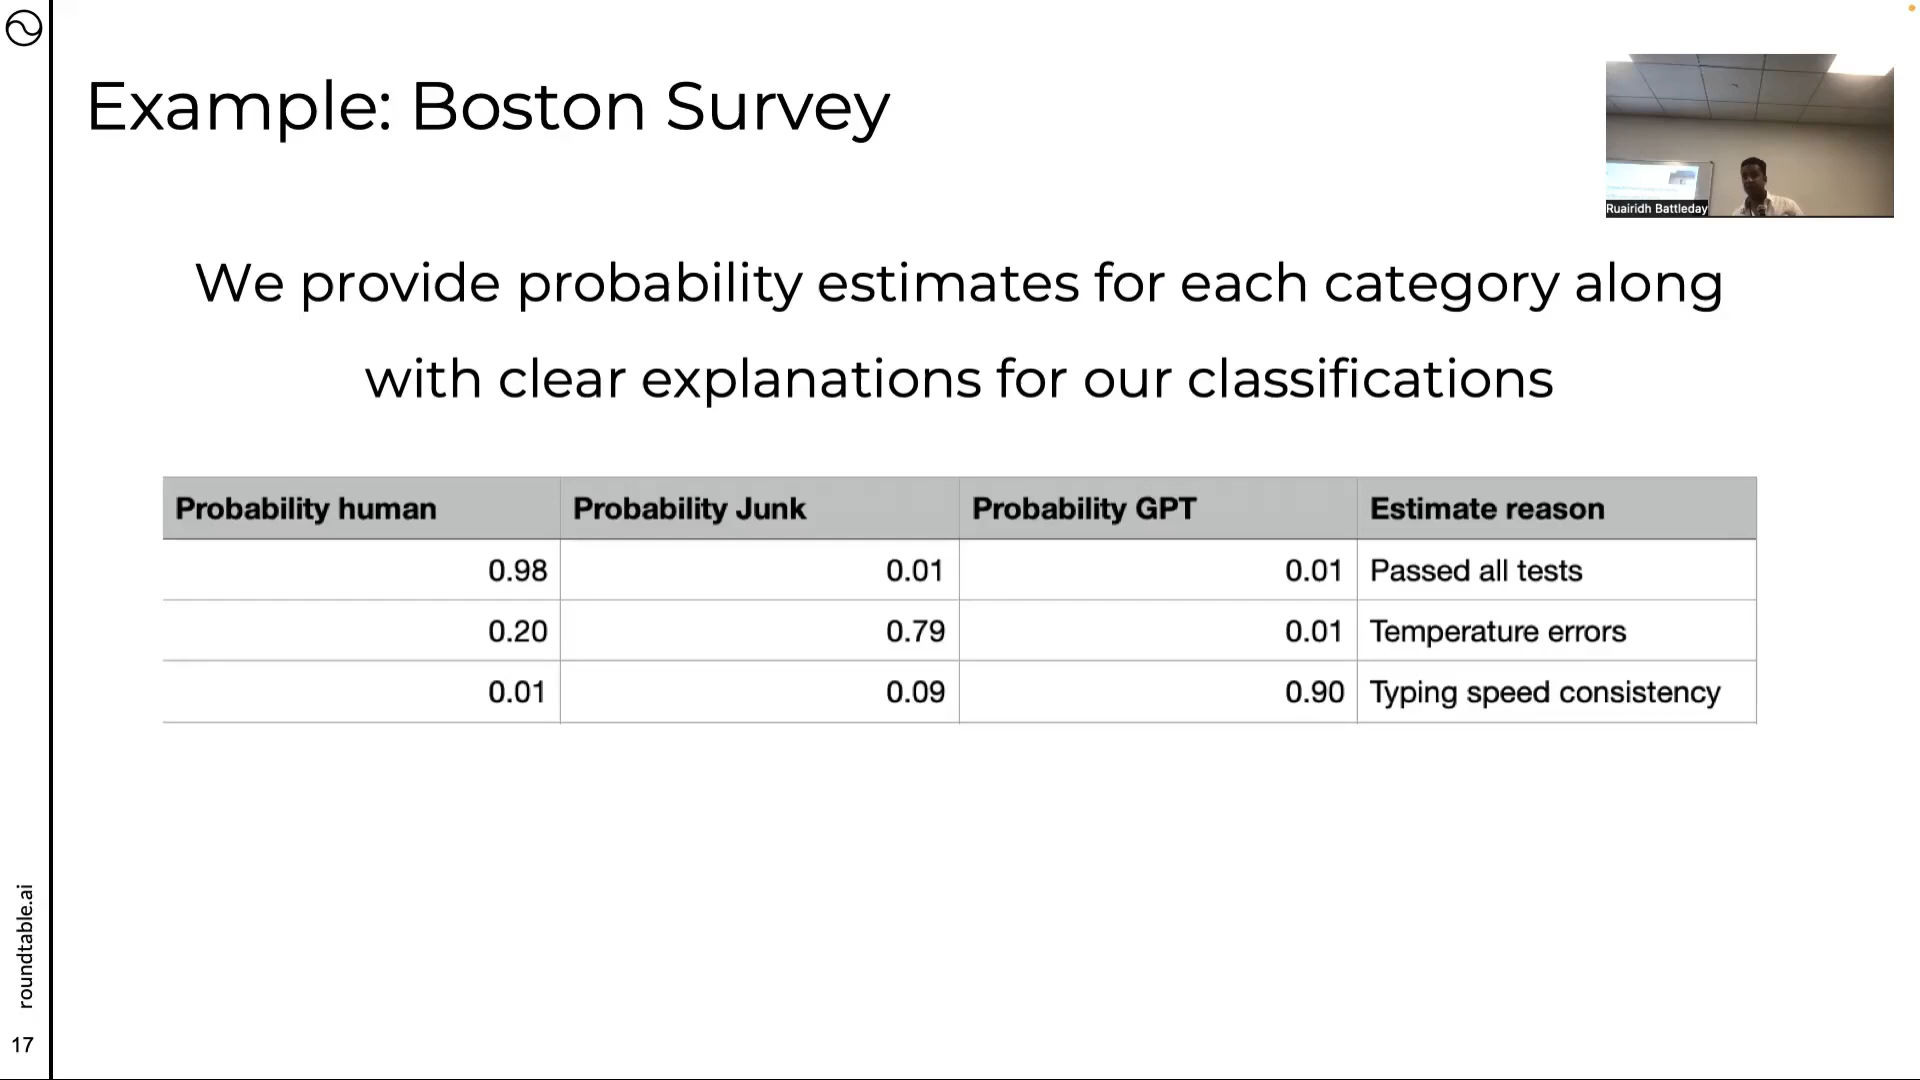 Example: Boston Survey
Ruairidh Battleday
We provide probability estimates for each category along
with clear explanations for our classifications
Probability human Probability Junk Probability GPT Estimate reason
0.98 0.01 0.01 Passed all tests
0.20 0.79 0.01 Temperature errors
0.01 0.09 0.90 Typing speed consistency
roundtable.ai
17